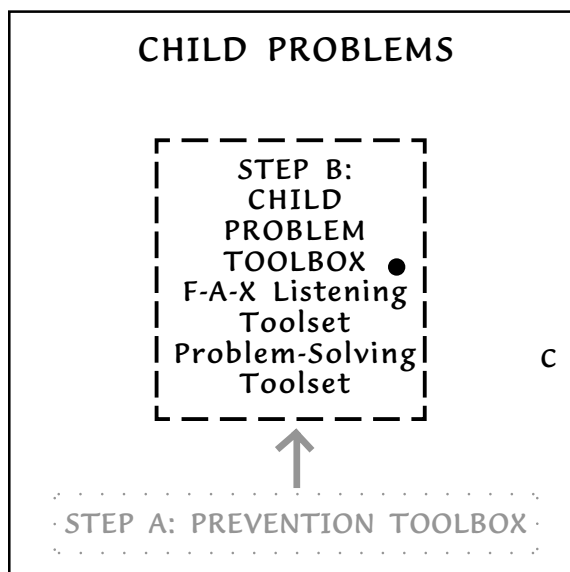 CHILD PROBLEMS
STEP B:
CHILD
PROBLEM
TOOLBOX
F-A-X Listening
Toolset
Problem-Solving
Toolset
C
STEP A: PREVENTION TOOLBOX